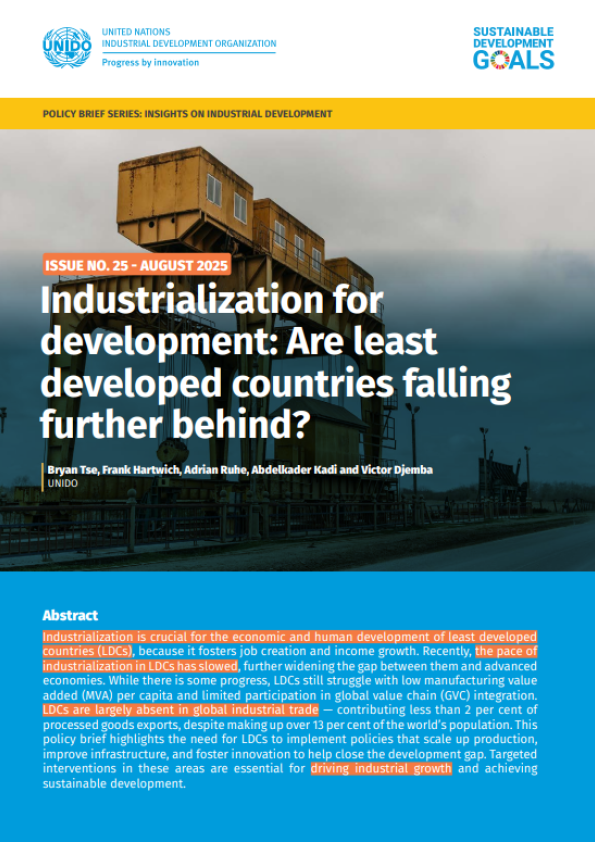 UNITED NATIONS
INDUSTRIAL DEVELOPMENT ORGANIZATION
UNIDO
Progress by innovation
SUSTAINABLE
DEVELOPMENT
GOALS
POLICY BRIEF SERIES: INSIGHTS ON INDUSTRIAL DEVELOPMENT
ISSUE NO. 25 - AUGUST 2025
Industrialization for
development: Are least
developed countries falling
further behind?
Bryan Tse, Frank Hartwich, Adrian Ruhe, Abdelkader Kadi and Victor Djemba
UNIDO
Abstract
Industrialization is crucial for the economic and human development of least developed
countries (LDCs), because it fosters job creation and income growth. Recently, the pace of
industrialization in LDCs has slowed, further widening the gap between them and advanced
economies. While there is some progress, LDCs still struggle with low manufacturing value
added (MVA) per capita and limited participation in global value chain (GVC) integration.
LDCs are largely absent in global industrial trade — contributing less than 2 per cent of
processed goods exports, despite making up over 13 per cent of the world's population. This
policy brief highlights the need for LDCs to implement policies that scale up production,
improve infrastructure, and foster innovation to help close the development gap. Targeted
interventions in these areas are essential for driving industrial growth and achieving
sustainable development.